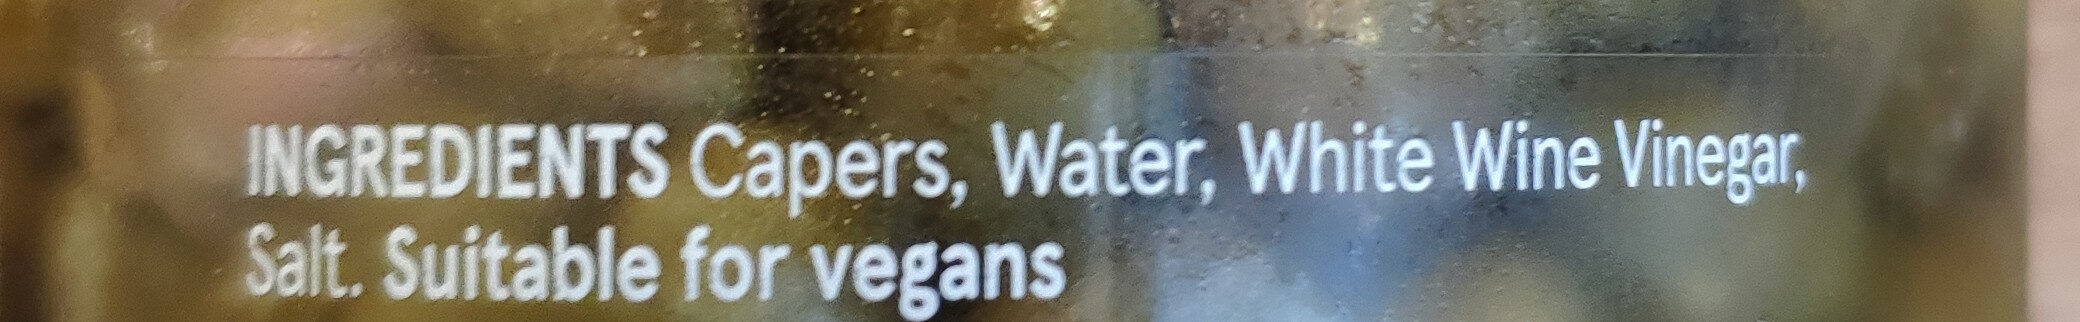 INGREDIENTS Capers, Water, White Wine Vinegar,
Salt. Suitable for vegans